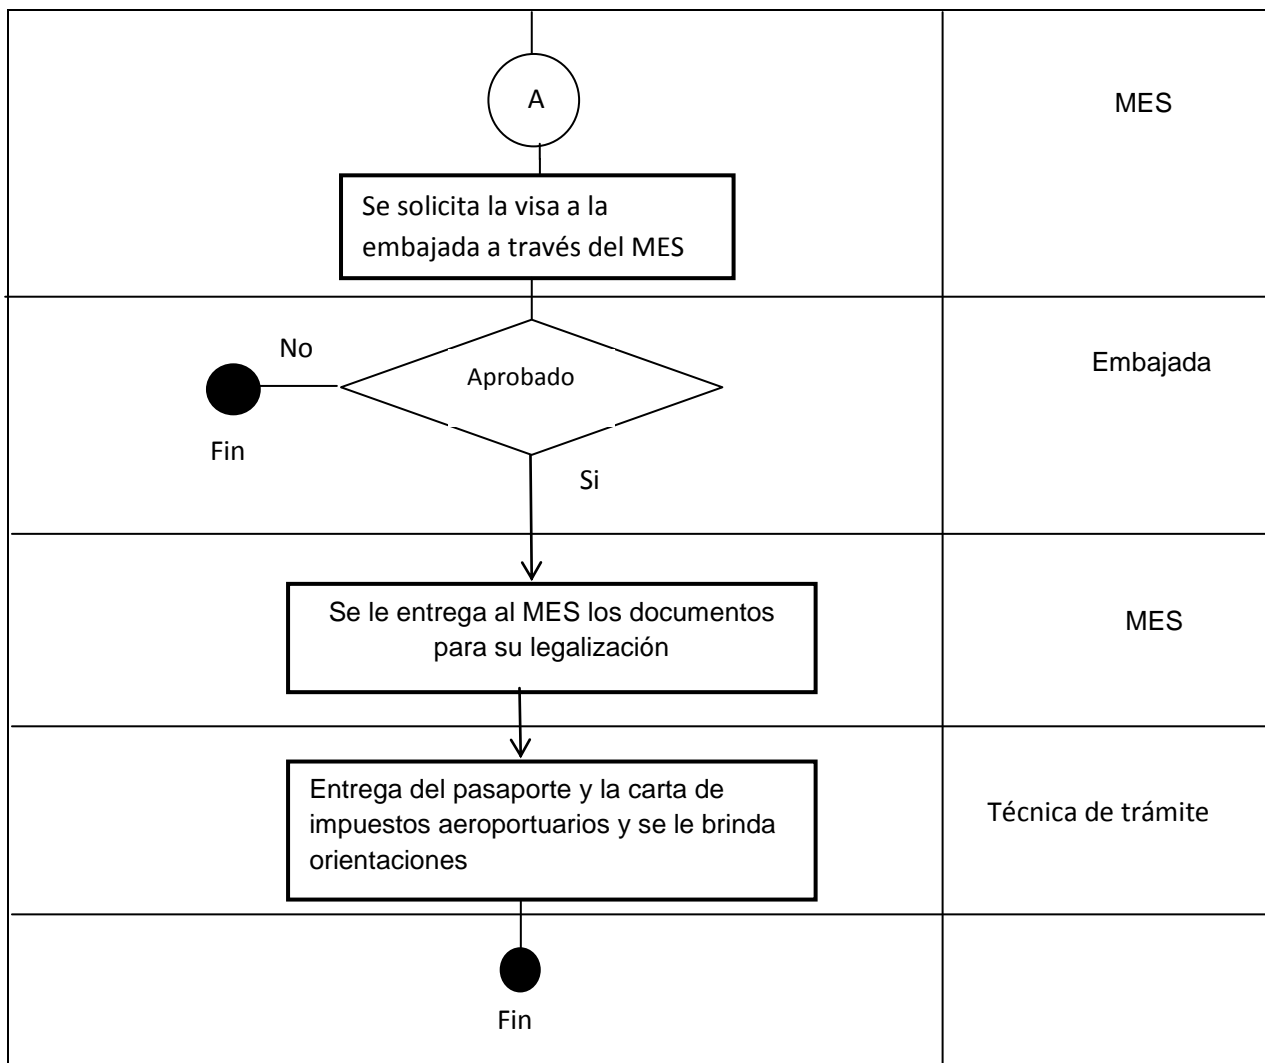 A
MES
Se solicita la visa a la
embajada a través del MES
No
Aprobado
Embajada
Fin
Si
Se le entrega al MES los documentos
para su legalización
MES
Entrega del pasaporte y la carta de
impuestos aeroportuarios y se le brinda
orientaciones
Técnica de trámite
Fin